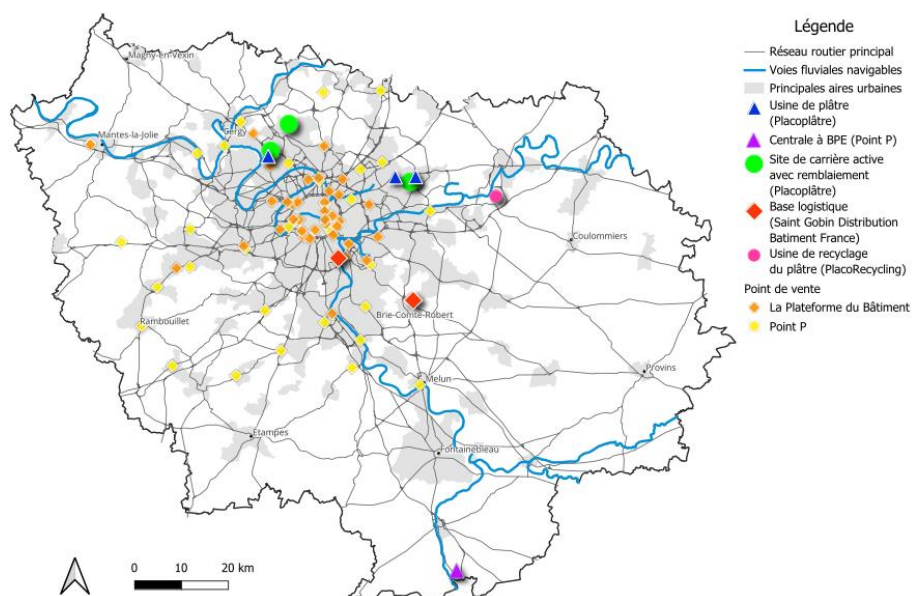 Légende
Réseau routier principal
Voies fluviales navigables
Principales aires urbaines
Usine de plâtre
(Placoplâtre)
Centrale à BPE (Point P)
Site de carrière active
avec remblaiement
(Placoplâtre)
Base logistique
(Saint Gobin Distribution
Batiment France)
Usine de recyclage
du plâtre (PlacoRecycling)
Point de vente
La Plateforme du Bâtiment
Point P
Magny-en-Vexin
Mantes-la-Jolie
Cergy
Coulommiers
Rambouillet
Brie-Comte-Robert
Provins
Melun
Etampes
Fontainebleau
0 10 20 km